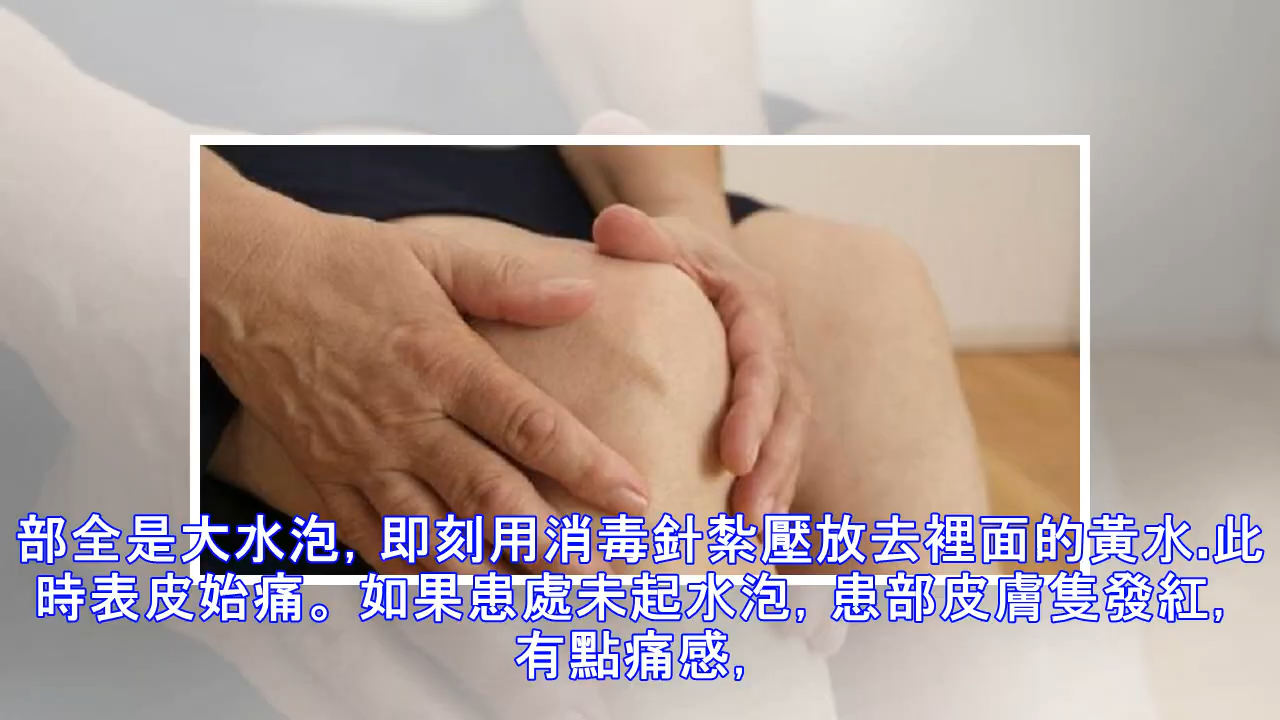 部全是大水泡, 即刻用消毒針紮壓放去裡面的黃水.此
時表皮始痛。如果患處未起水泡, 患部皮膚隻發紅,
有點痛感,